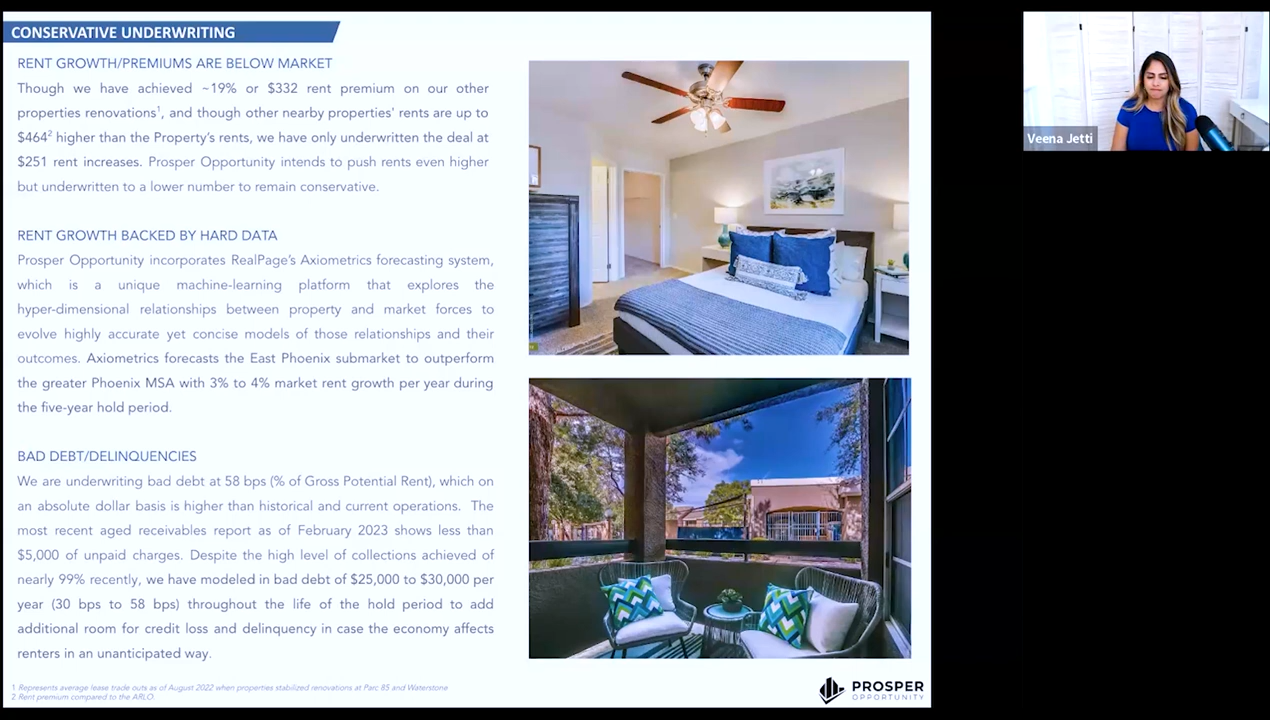 CONSERVATIVE UNDERWRITING
RENT GROWTH/PREMIUMS ARE BELOW MARKET
Though we have achieved ~19% or $332 rent premium on our other
properties renovations¹, and though other nearby properties' rents are up to
$464² higher than the Property's rents, we have only underwritten the deal at
$251 rent increases. Prosper Opportunity intends to push rents even higher
but underwritten to a lower number to remain conservative.
RENT GROWTH BACKED BY HARD DATA
Prosper Opportunity incorporates RealPage's Axiometrics forecasting system,
which is a unique machine-learning platform that explores the
hyper-dimensional relationships between property and market forces to
evolve highly accurate yet concise models of those relationships and their
outcomes. Axiometrics forecasts the East Phoenix submarket to outperform
the greater Phoenix MSA with 3% to 4% market rent growth per year during
the five-year hold period.
BAD DEBT/DELINQUENCIES
We are underwriting bad debt at 58 bps (% of Gross Potential Rent), which on
an absolute dollar basis is higher than historical and current operations. The
most recent aged receivables report as of February 2023 shows less than
$5,000 of unpaid charges. Despite the high level of collections achieved of
nearly 99% recently, we have modeled in bad debt of $25,000 to $30,000 per
year (30 bps to 58 bps) throughout the life of the hold period to add
additional room for credit loss and delinquency in case the economy affects
renters in an unanticipated way.
1 Represents average lease trade outs as of August 2022 when properties stabilized renovations at Parc 85 and Waterstone
2 Rent premium compared to the ARLO.
PROSPER
OPPORTUNITY
Veena Jetti